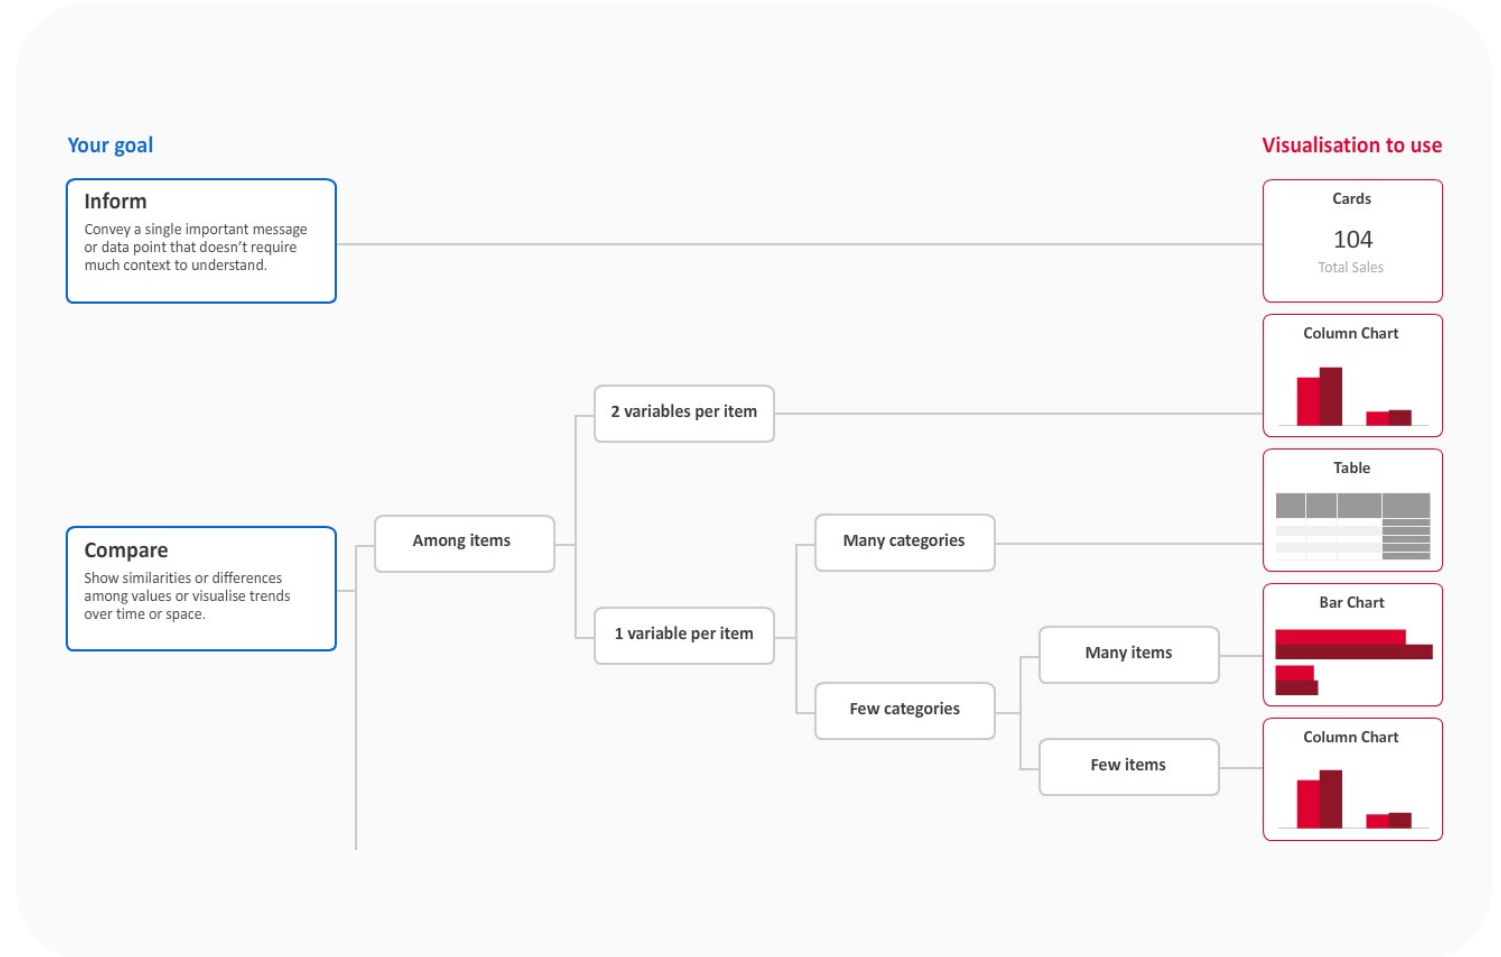 Your goal
Visualisation to use
Inform
Convey a single important message
or data point that doesn't require
much context to understand.
Cards
104
Total Sales
Column Chart
2 variables per item
Table
Among items
Many categories
Compare
Show similarities or differences
among values or visualise trends
over time or space.
1 variable per item
Bar Chart
Many items
Few categories
Column Chart
Few items